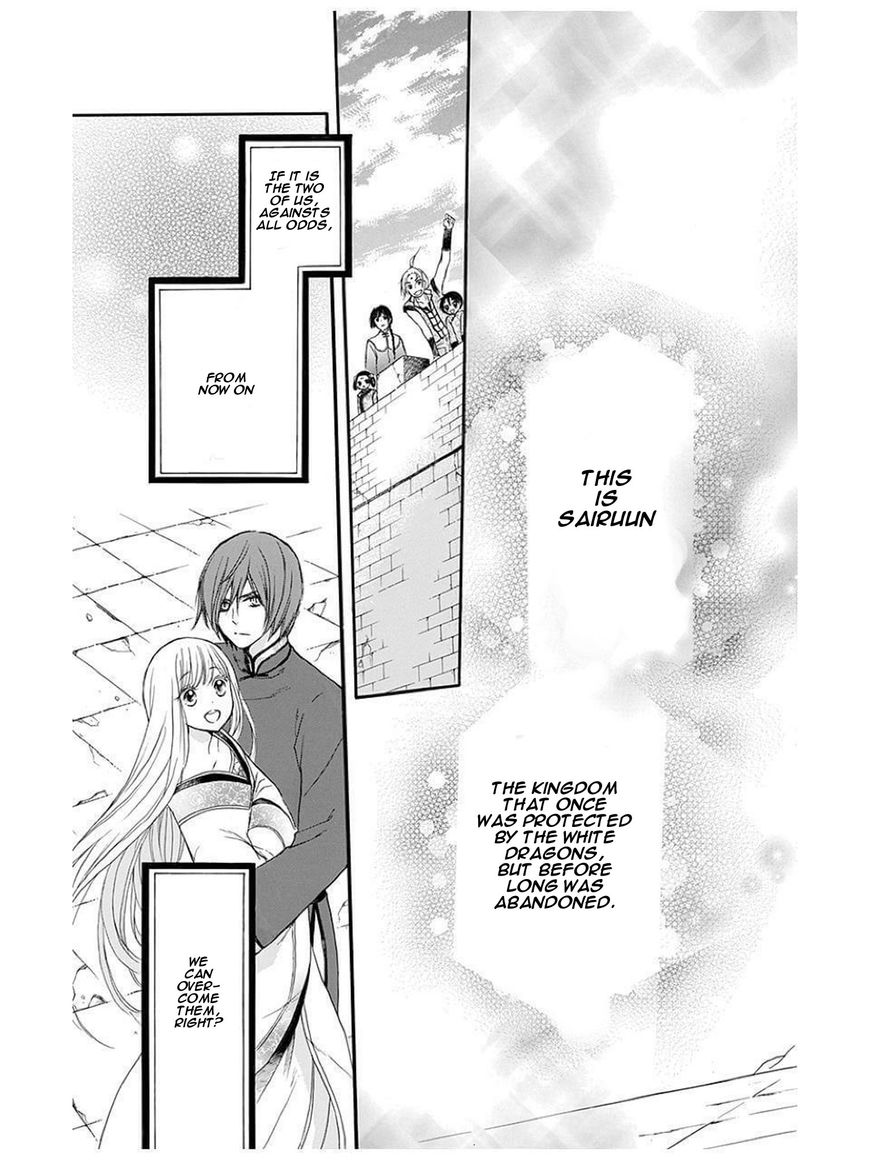 THIS
IS
SAIRUUN
THE KINGDOM
THAT ONCE
WAS PROTECTED
BY THE WHITE
DRAGONS,
BUT BEFORE
LONG WAS
ABANDONED.
IF IT IS
THE TWO
OF US,
AGAINSTS
ALL ODDS,
FROM
NOW ON
WE
CAN
OVER-
COME
THEM,
RIGHT?